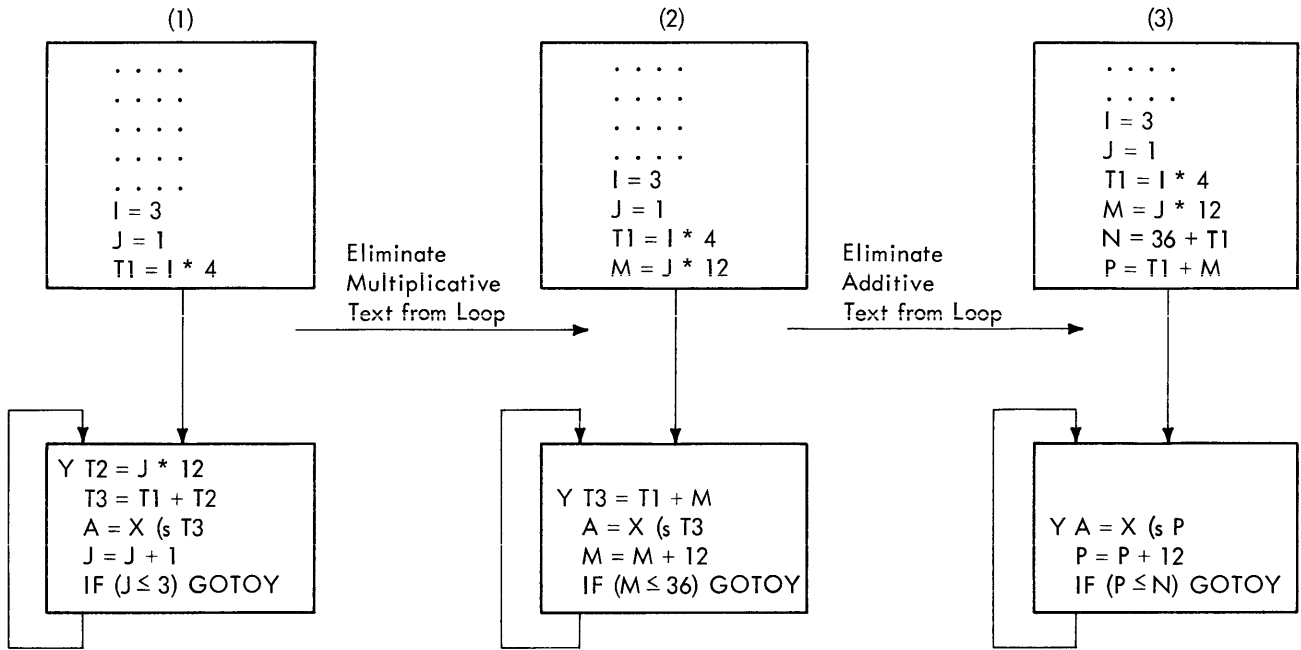 (1)
. . . .
. . . .
. . . .
. . . .
. . . .
I = 3
J = 1
T1 = I * 4
Y T2 = J * 12
T3 = T1 + T2
A = X (s T3
J = J + 1
IF (J ≤ 3) GOTOY
Eliminate
Multiplicative
Text from Loop
(2)
. . . .
. . . .
. . . .
. . . .
I = 3
J = 1
T1 = I * 4
M = J * 12
Y T3 = T1 + M
A = X (s T3
M = M + 12
IF (M ≤ 36) GOTOY
Eliminate
Additive
Text from Loop
(3)
. . . .
. . . .
I = 3
J = 1
T1 = I * 4
M = J * 12
N = 36 + T1
P = T1 + M
Y A = X (s P
P = P + 12
IF (P ≤ N) GOTOY